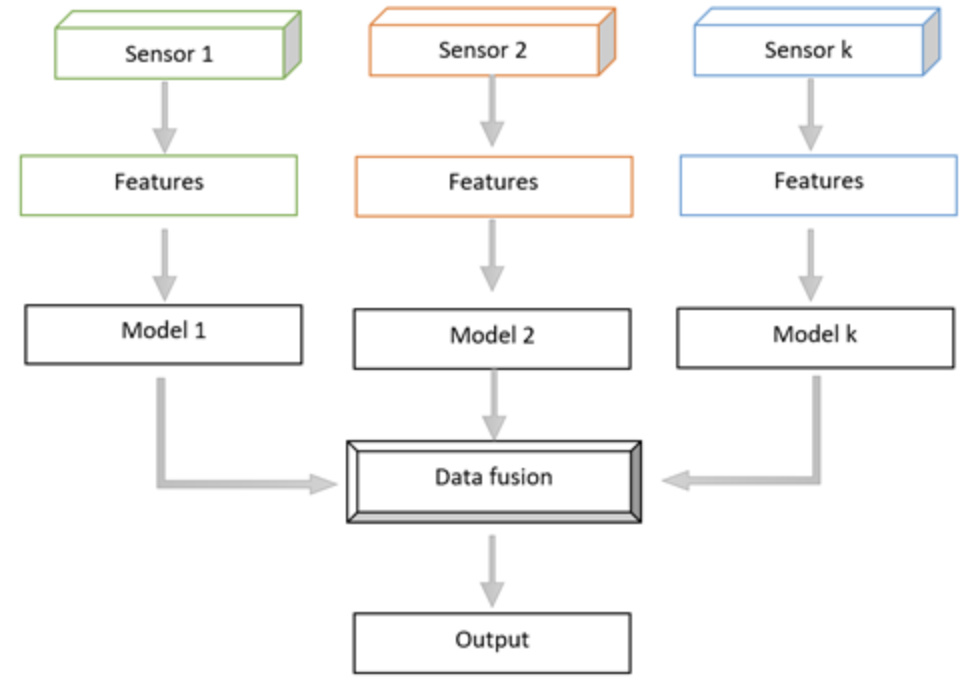 Sensor 1
Sensor 2
Sensor k
Features
Features
Features
Model 1
Model 2
Model k
Data fusion
Output